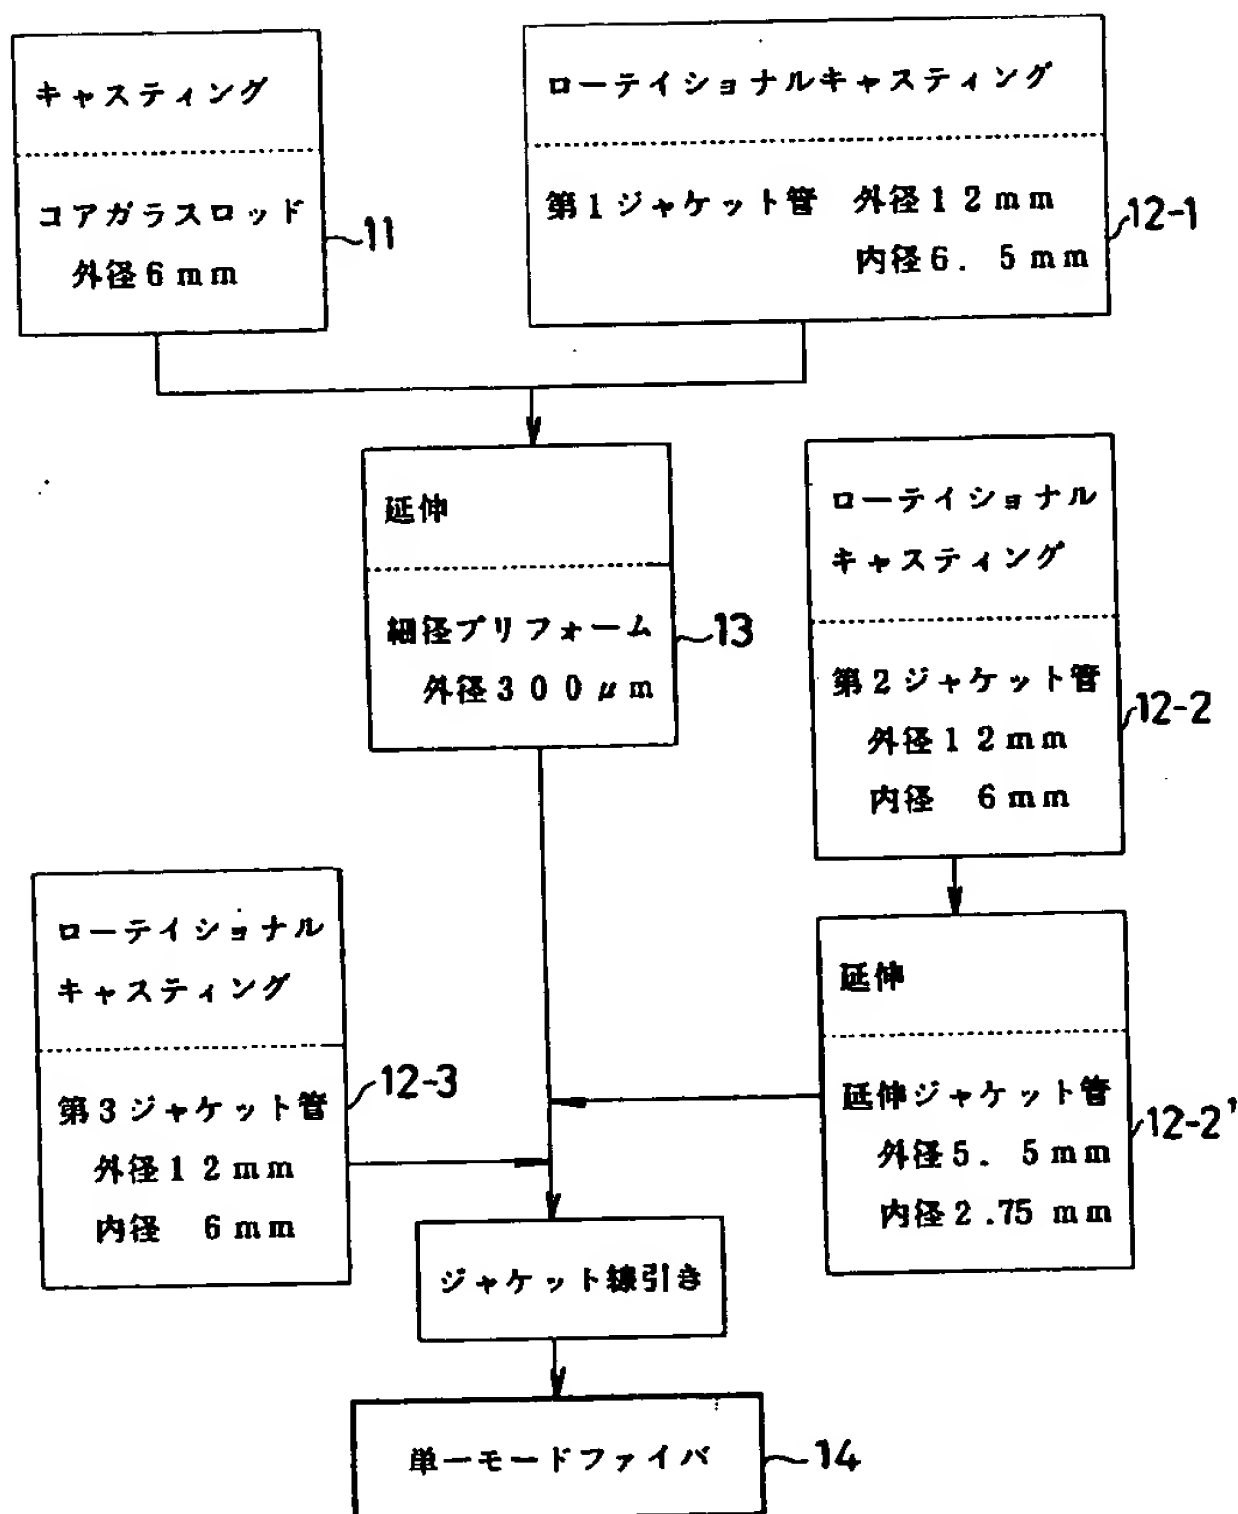 キャスティング
コアガラスロッド
外径6mm
11
ローテイショナルキャスティング
第1ジャケット管 外径12mm
内径6.5mm
12-1
延伸
細径プリフォーム
外径300μm
13
ローテイショナル
キャスティング
第2ジャケット管
外径12mm
内径 6mm
12-2
ローテイショナル
キャスティング
第3ジャケット管
外径12mm
内径 6mm
12-3
延伸
延伸ジャケット管
外径5.5mm
内径2.75mm
12-2'
ジャケット線引き
単一モードファイバ
14